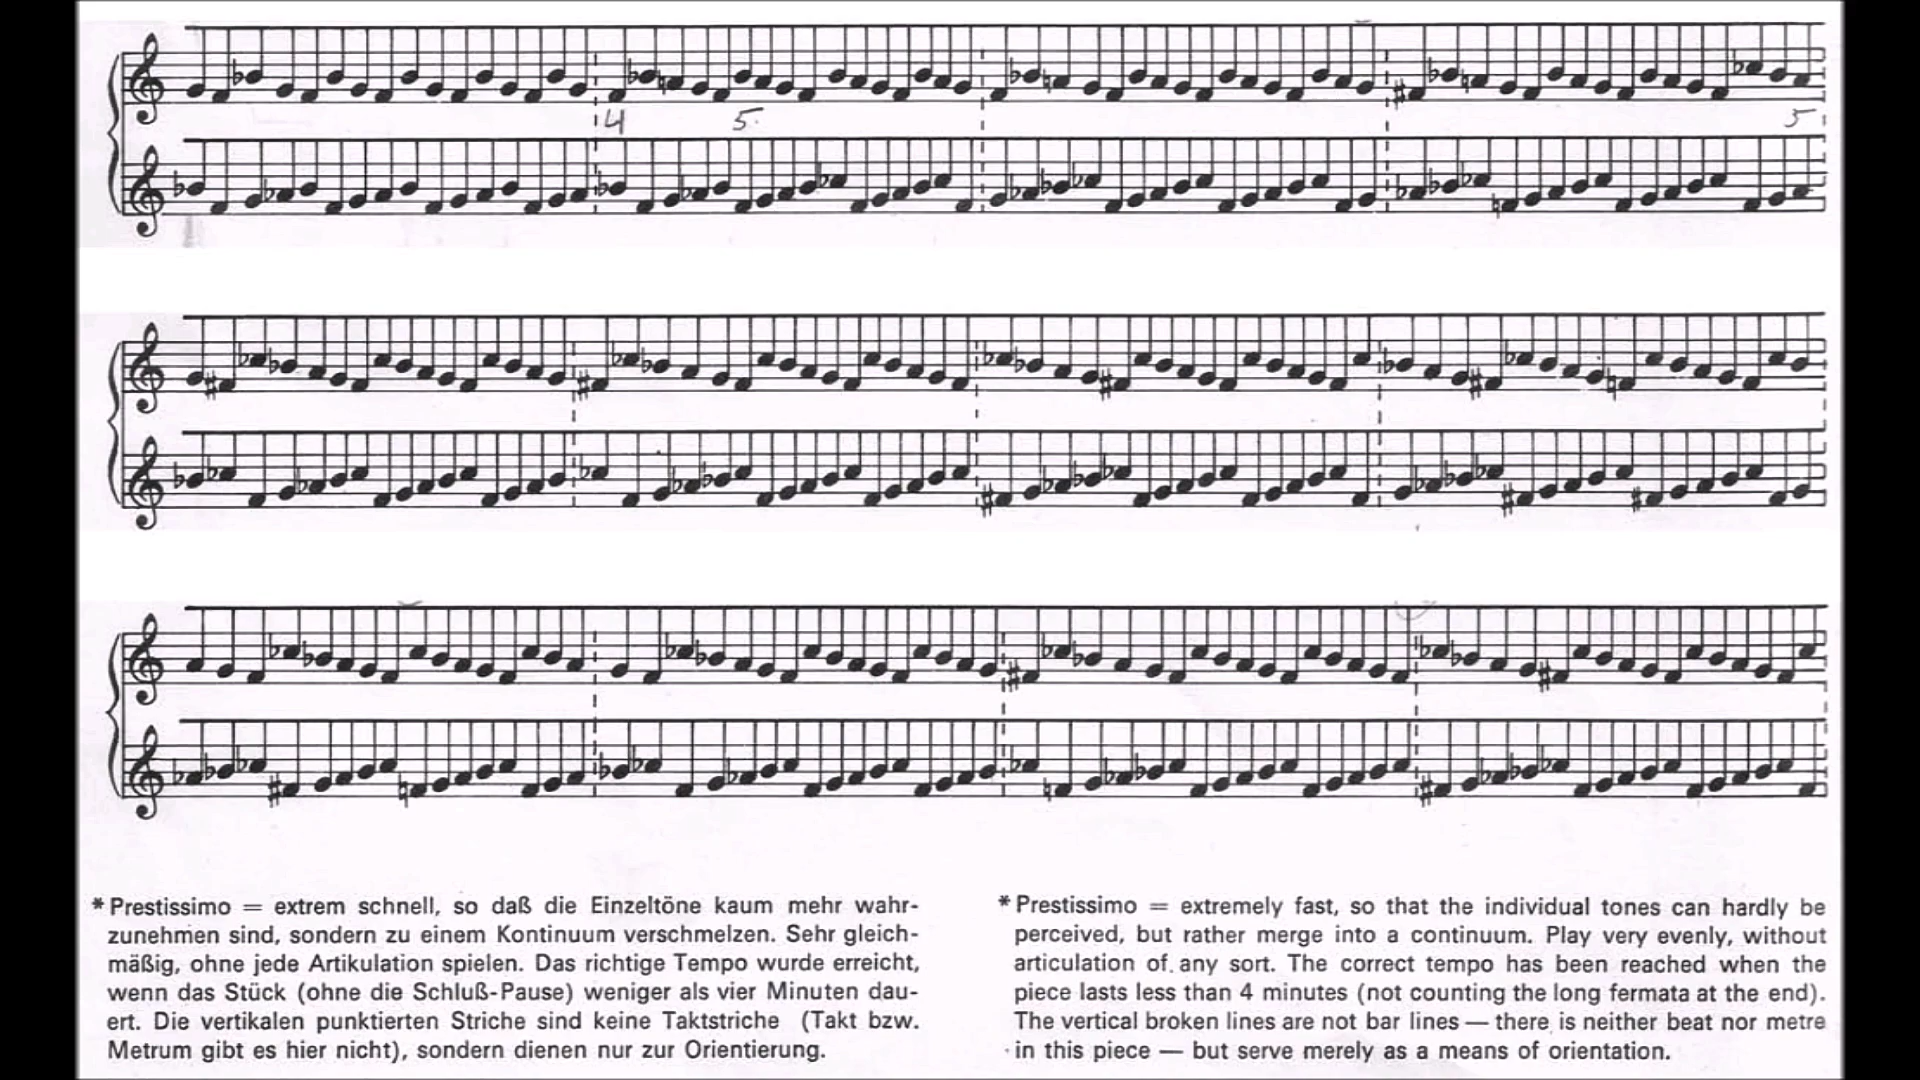 4 5.
5
*Prestissimo = extrem schnell, so daß die Einzeltöne kaum mehr wahr-
zunehmen sind, sondern zu einem Kontinuum verschmelzen. Sehr gleich-
mäßig, ohne jede Artikulation spielen. Das richtige Tempo wurde erreicht,
wenn das Stück (ohne die Schluß-Pause) weniger als vier Minuten dau-
ert. Die vertikalen punktierten Striche sind keine Taktstriche (Takt bzw.
Metrum gibt es hier nicht), sondern dienen nur zur Orientierung.
*Prestissimo = extremely fast, so that the individual tones can hardly be
perceived, but rather merge into a continuum. Play very evenly, without
articulation of any sort. The correct tempo has been reached when the
piece lasts less than 4 minutes (not counting the long fermata at the end).
The vertical broken lines are not bar lines — there is neither beat nor metre
in this piece — but serve merely as a means of orientation.